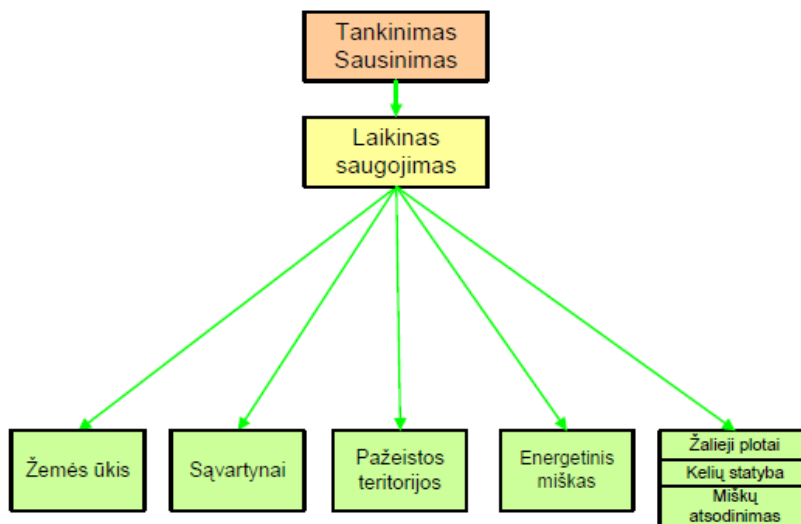 Tankinimas
Sausinimas
Laikinas
saugojimas
Žemės ūkis
Sąvartynai
Pažeistos
teritorijos
Energetinis
miškas
Žalieji plotai
Kelių statyba
Miškų
atsodinimas